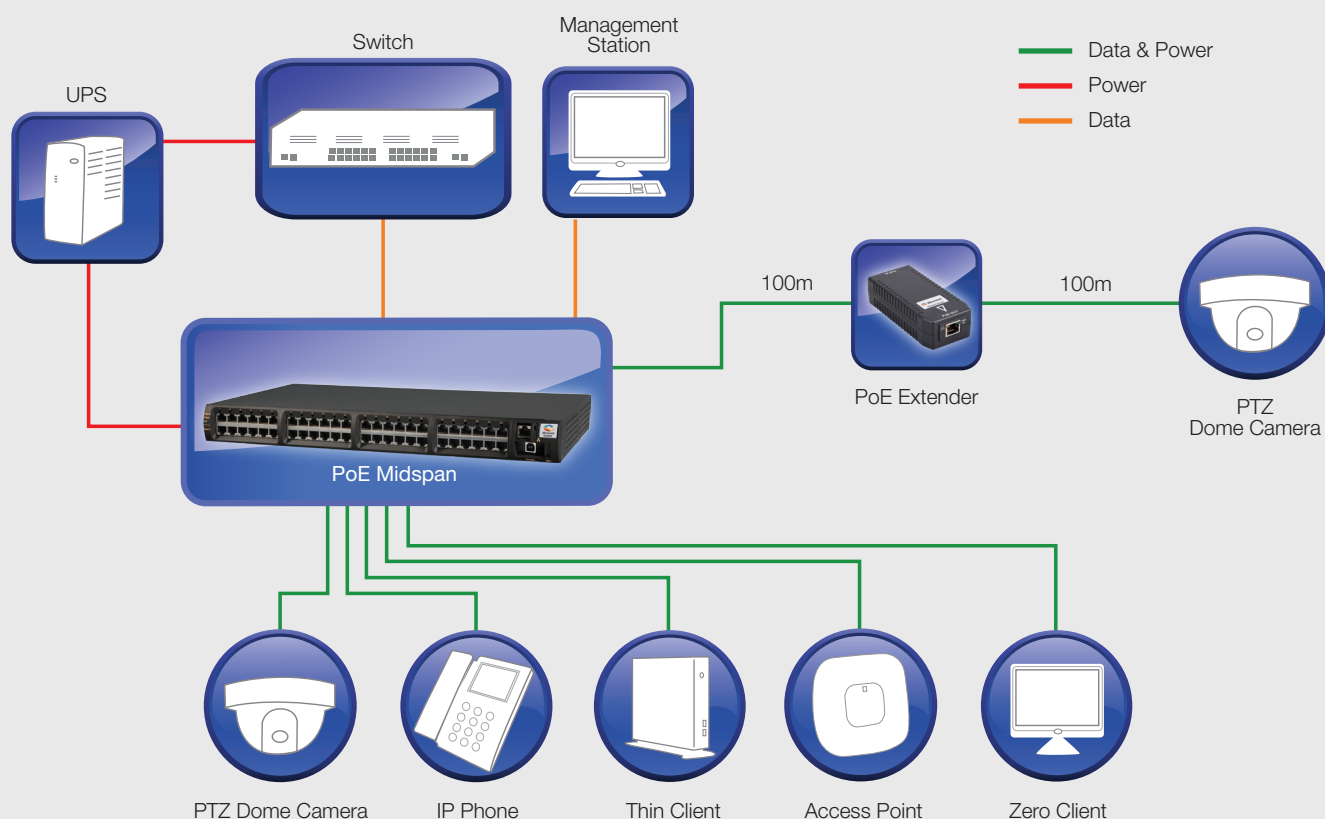 Switch
Management
Station
UPS
Data & Power
Power
Data
100m
100m
PoE Extender
PTZ
Dome Camera
PoE Midspan
PTZ Dome Camera
IP Phone
Thin Client
Access Point
Zero Client